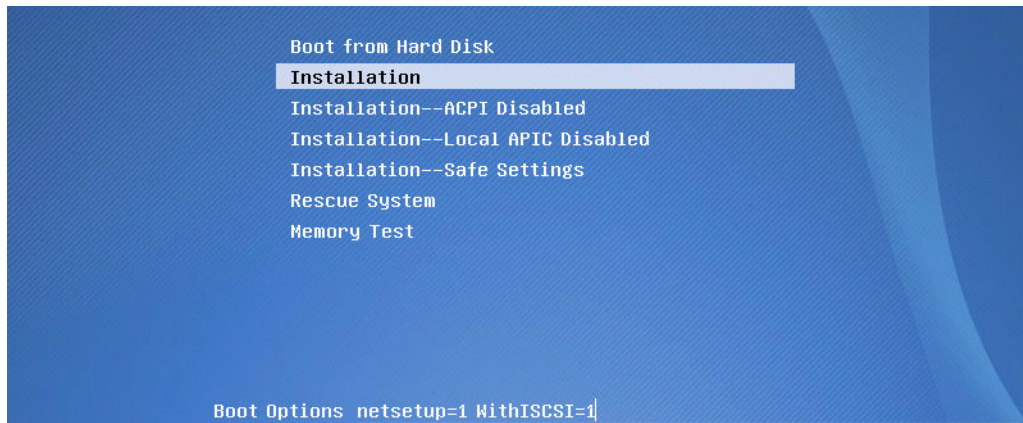 Boot from Hard Disk
Installation
Installation--ACPI Disabled
Installation--Local APIC Disabled
Installation--Safe Settings
Rescue System
Memory Test
Boot Options netsetup=1 WithISCSI=1